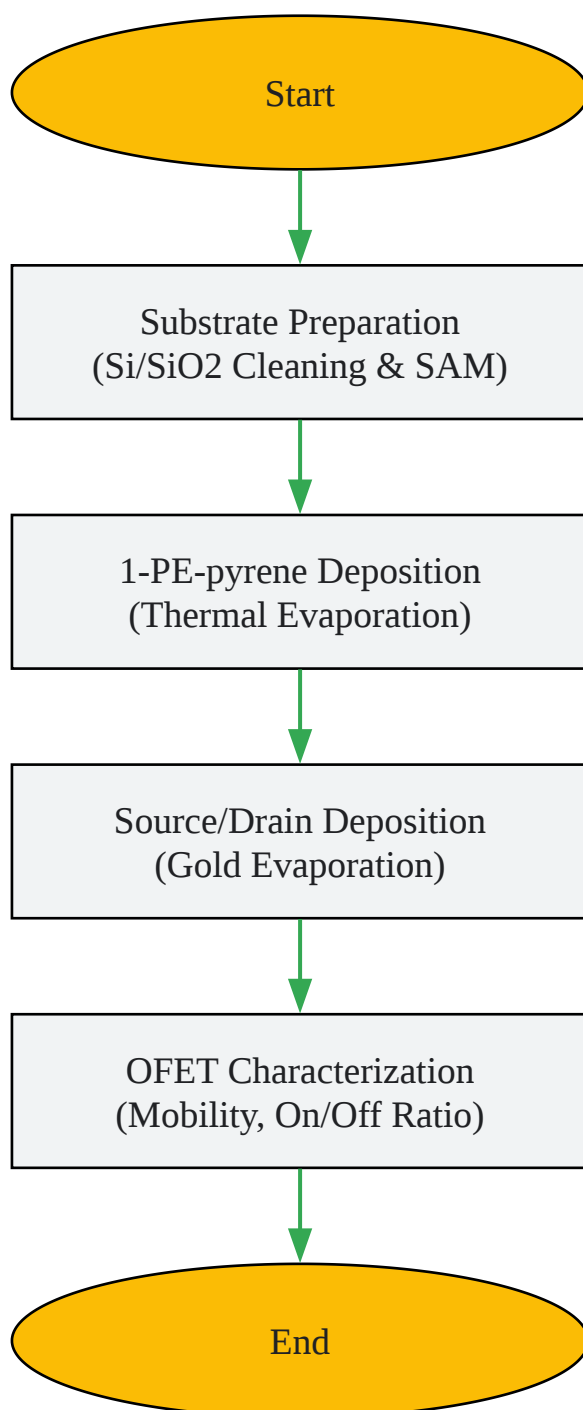 Start
Substrate Preparation
(Si/SiO2 Cleaning & SAM)
1-PE-pyrene Deposition
(Thermal Evaporation)
Source/Drain Deposition
(Gold Evaporation)
OFET Characterization
(Mobility, On/Off Ratio)
End